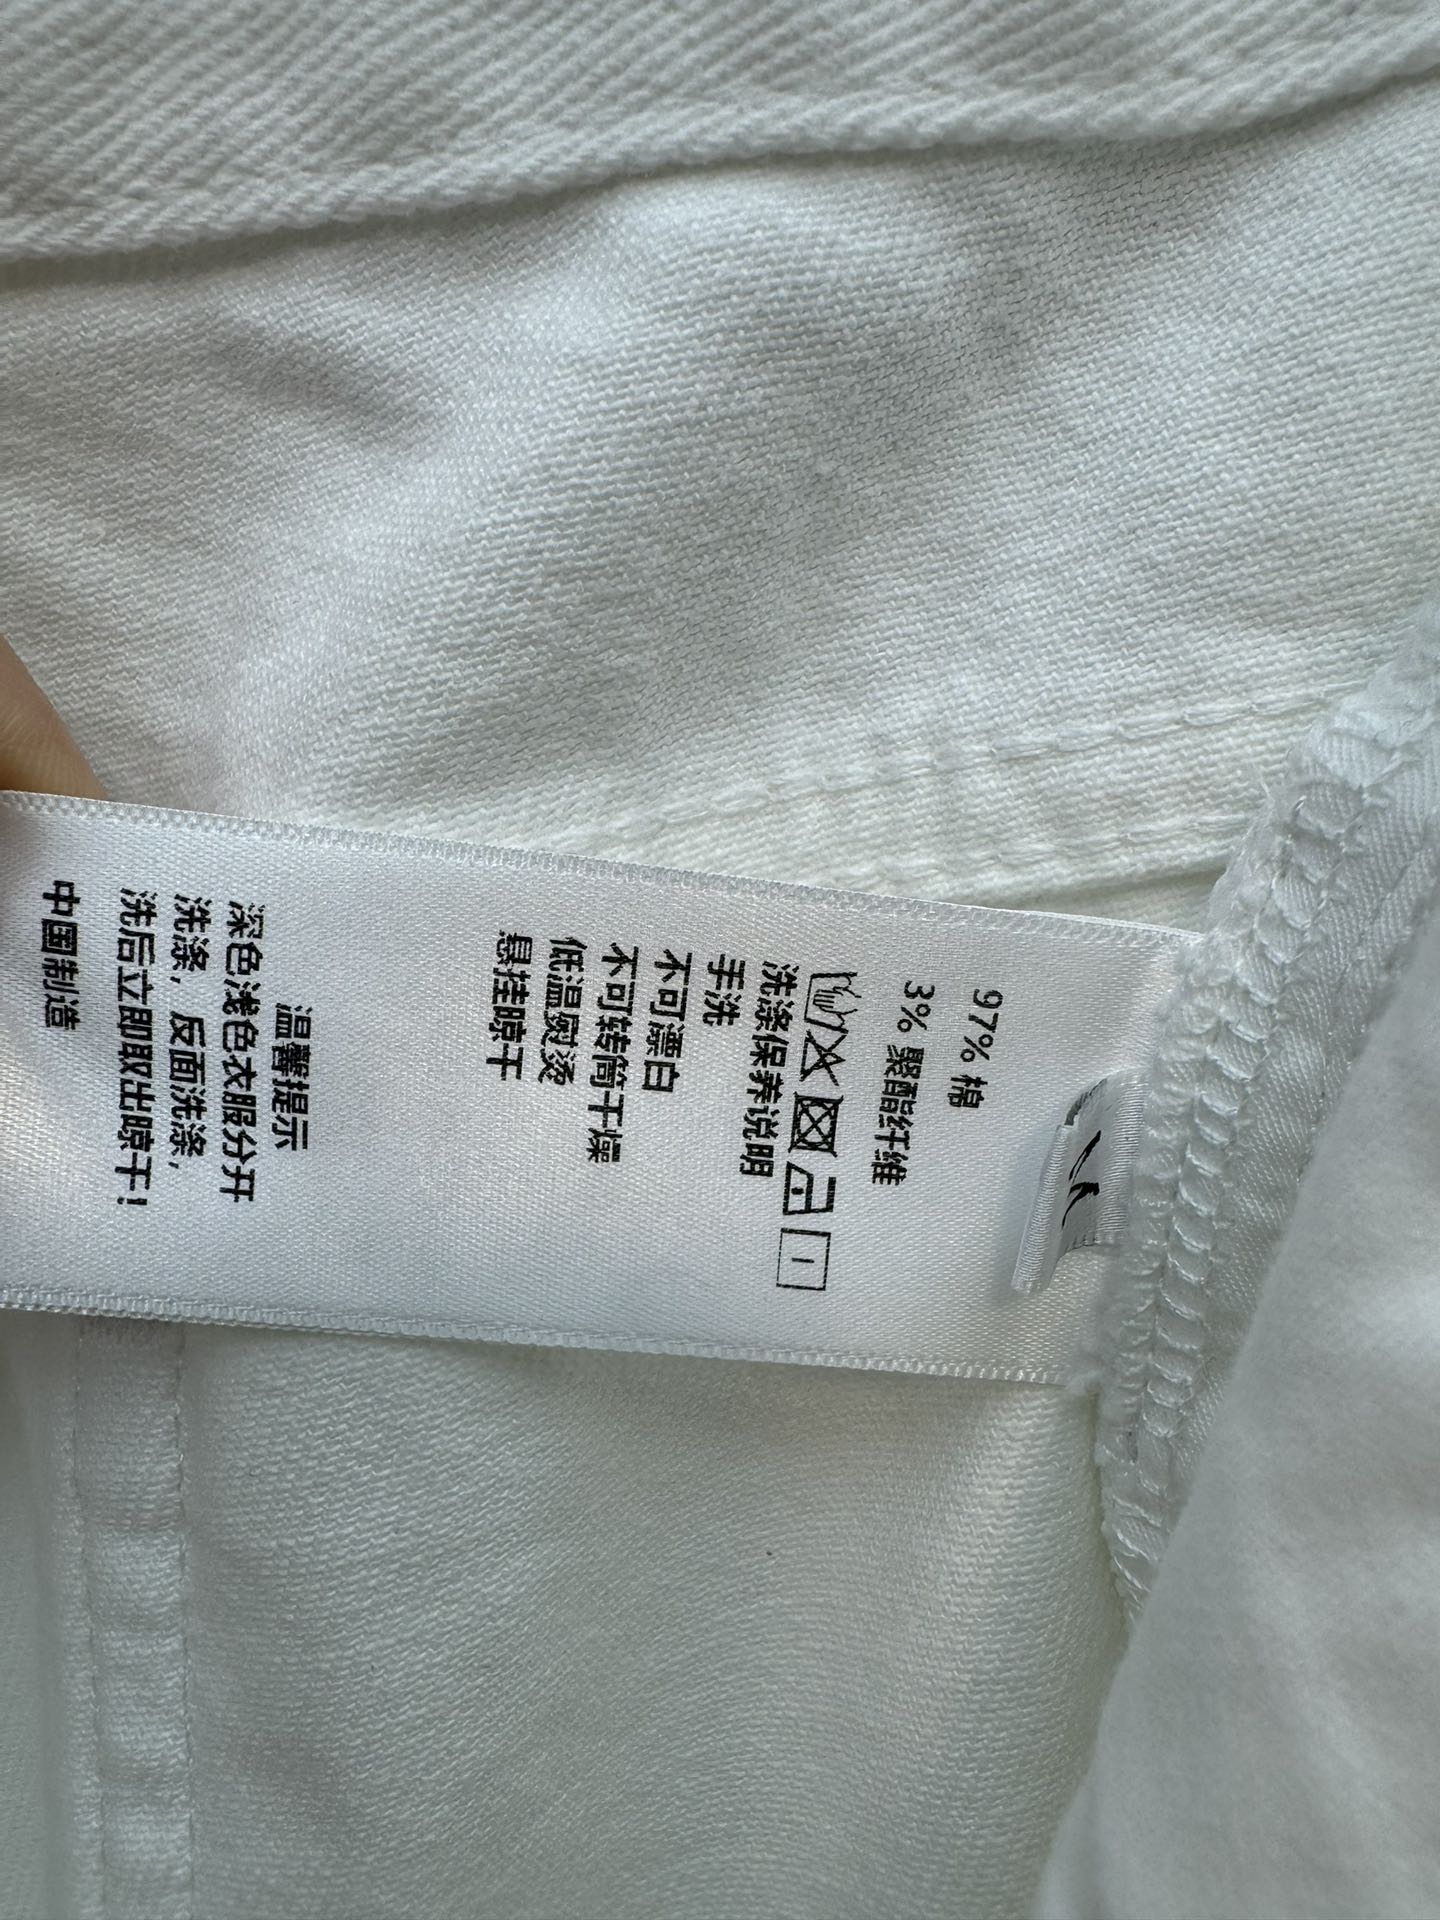 97% 棉
3% 聚酯纤维
洗涤保养说明
手洗
不可漂白
不可转筒干燥
低温熨烫
悬挂晾干
温馨提示
深色浅色衣服分开
洗涤，反面洗涤，
洗后立即取出晾干！
中国制造